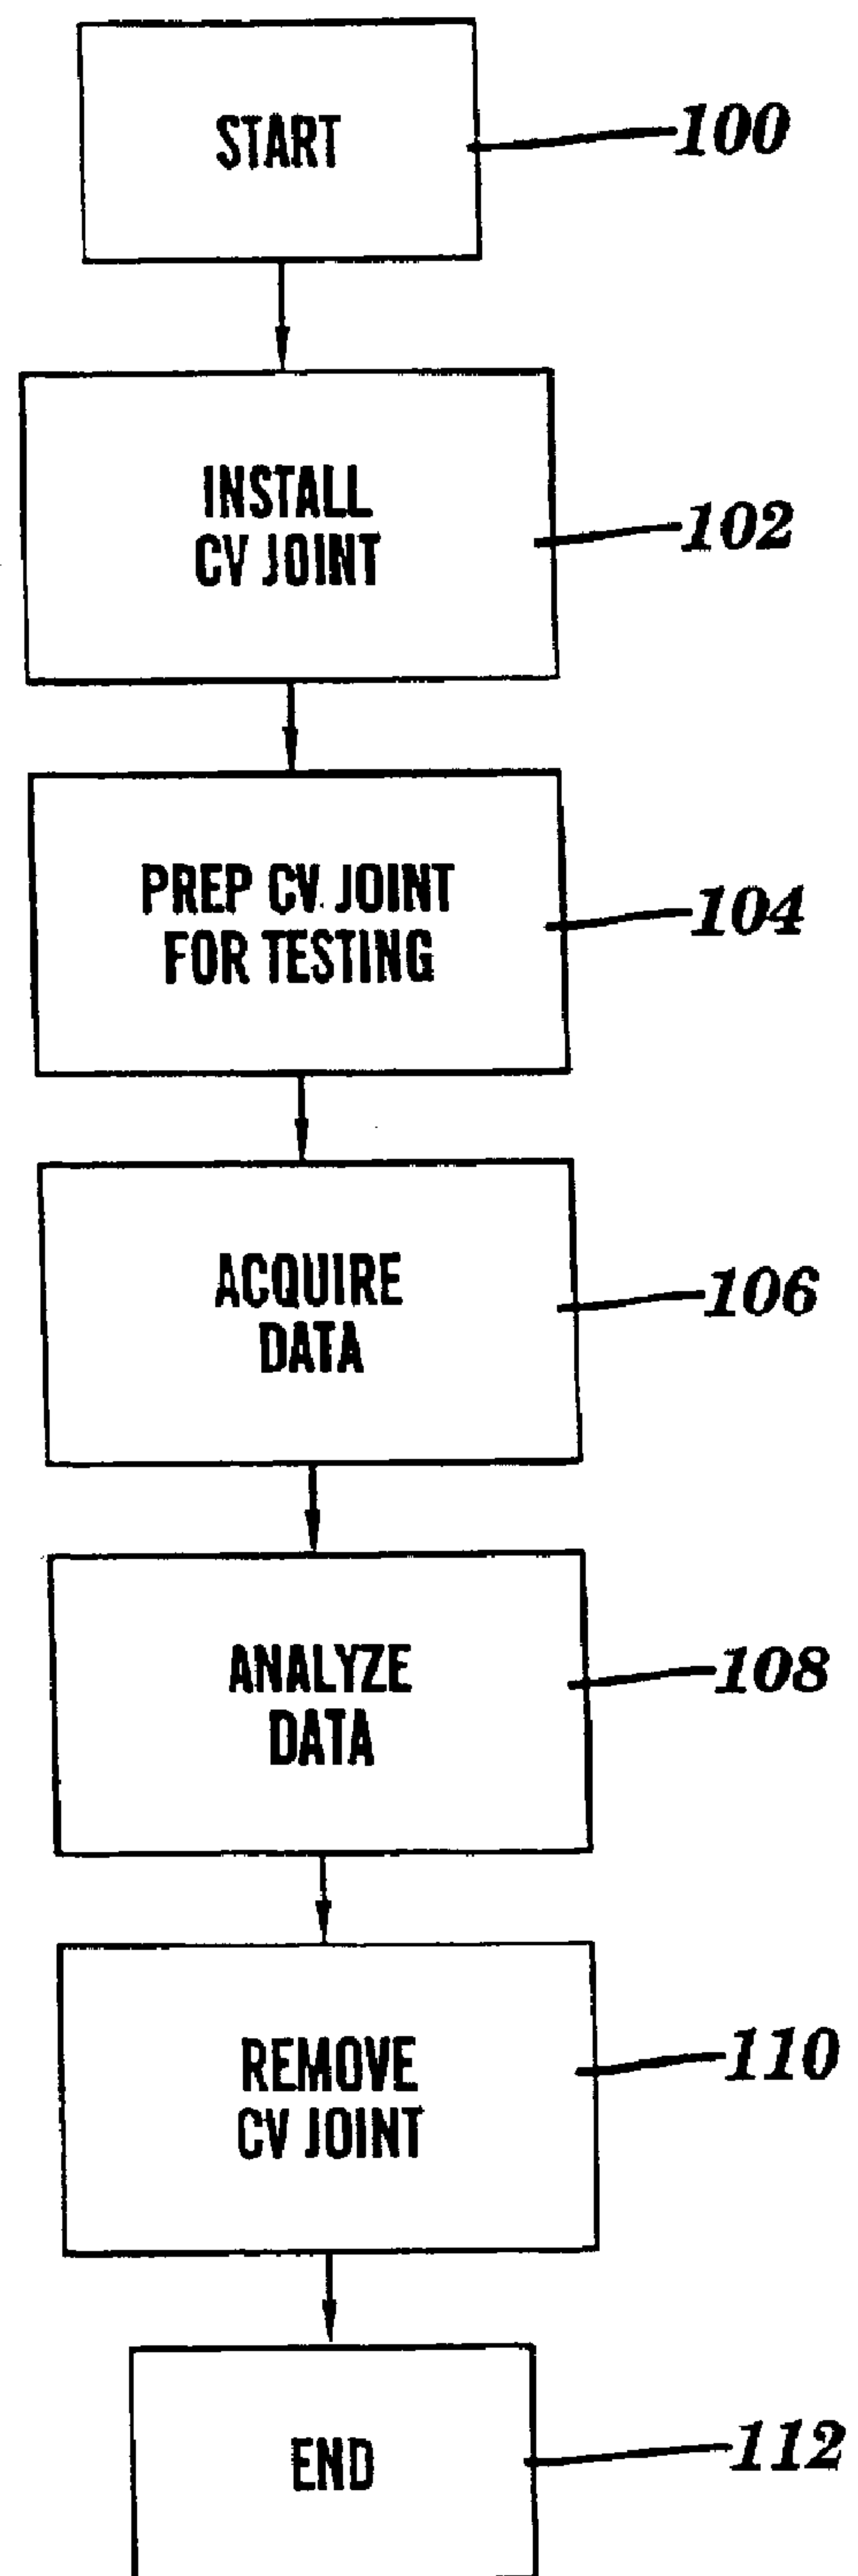 START
100
INSTALL
CV JOINT
102
PREP CV JOINT
FOR TESTING
104
ACQUIRE
DATA
106
ANALYZE
DATA
108
REMOVE
CV JOINT
110
END
112